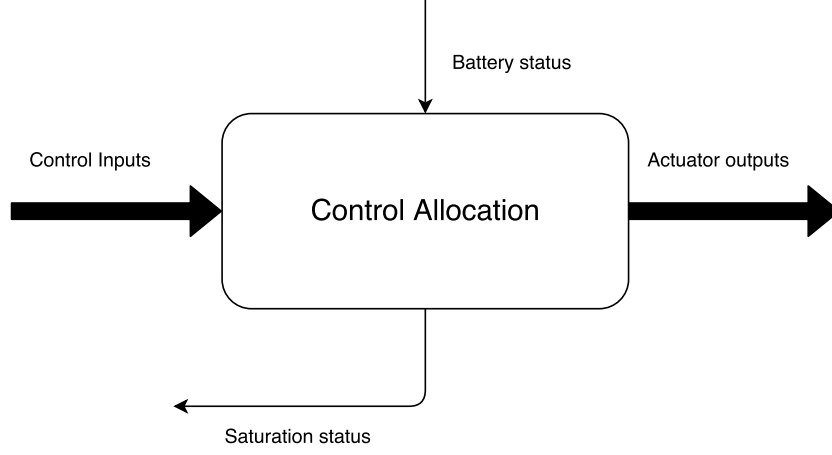 Battery status
Control Inputs
Actuator outputs
Control Allocation
Saturation status